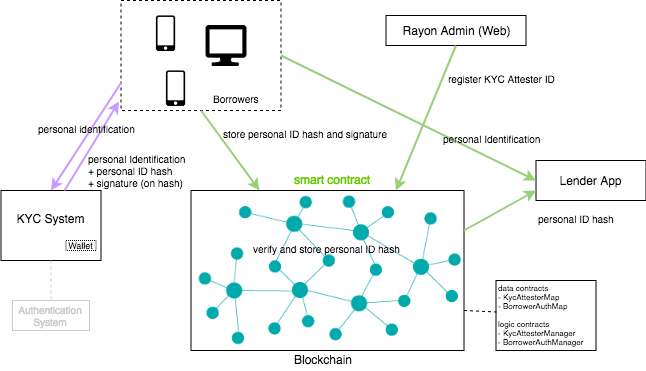 Rayon Admin (Web)
Borrowers
register KYC Attester ID
personal identification
store personal ID hash and signature
personal Identification
personal Identification
+ personal ID hash
+ signature (on hash)
smart contract
Lender App
KYC System
Wallet
personal ID hash
verify and store personal ID hash
Authentication
System
data contracts
- KycAttesterMap
- BorrowerAuthMap
logic contracts
- KycAttesterManager
- BorrowerAuthManager
Blockchain